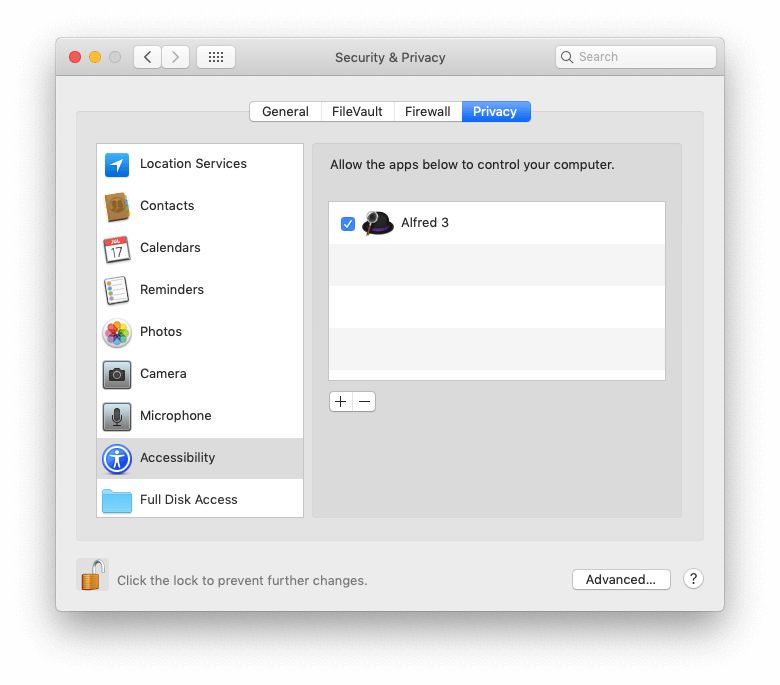 Security & Privacy
Search
General
FileVault
Firewall
Privacy
Location Services
Contacts
JUL
17
Calendars
Reminders
Photos
Camera
Microphone
Accessibility
Full Disk Access
Allow the apps below to control your computer.
Alfred 3
Click the lock to prevent further changes.
Advanced...
?